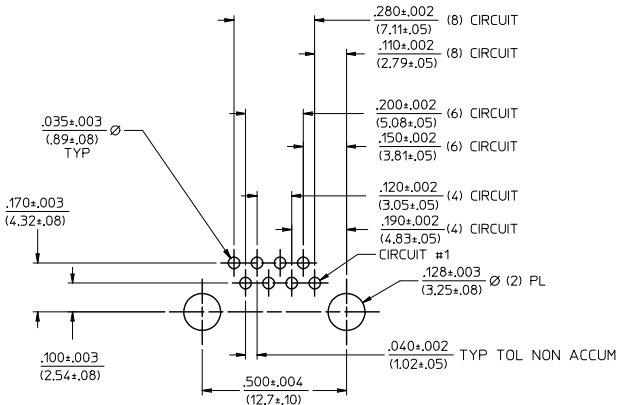 .280±.002 (8) CIRCUIT
(7.11±.05)
.110±.002 (8) CIRCUIT
(2.79±.05)
.200±.002 (6) CIRCUIT
(5.08±.05)
.035±.003 Ø
(.89±.08)
TYP
.150±.002 (6) CIRCUIT
(3.81±.05)
.120±.002 (4) CIRCUIT
(3.05±.05)
.170±.003
(4.32±.08)
.190±.002 (4) CIRCUIT
(4.83±.05)
CIRCUIT #1
.128±.003 Ø (2) PL
(3,25±.08)
.040±.002 TYP TOL NON ACCUM
(1.02±.05)
.100±.003
(2.54±.08)
.500±.004
(12.7±.10)